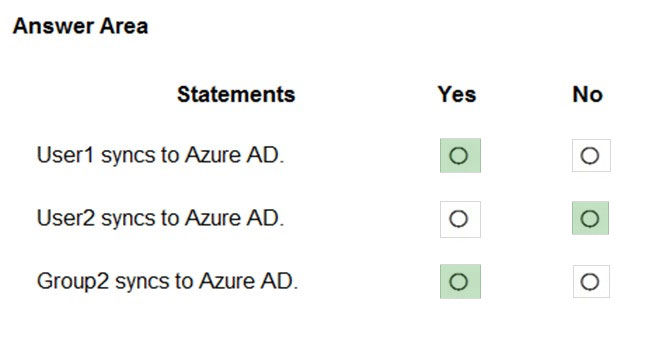 Answer Area
Statements Yes No
User1 syncs to Azure AD.
User2 syncs to Azure AD.
Group2 syncs to Azure AD.